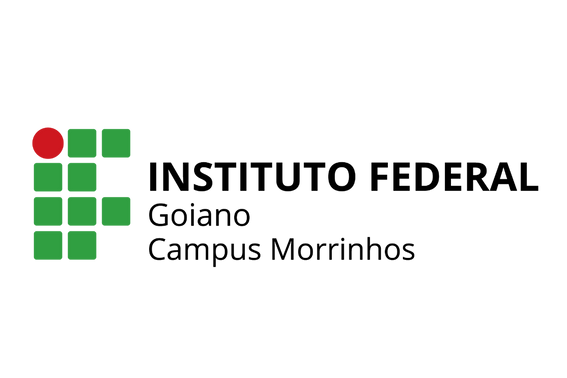 INSTITUTO FEDERAL
Goiano
Campus Morrinhos